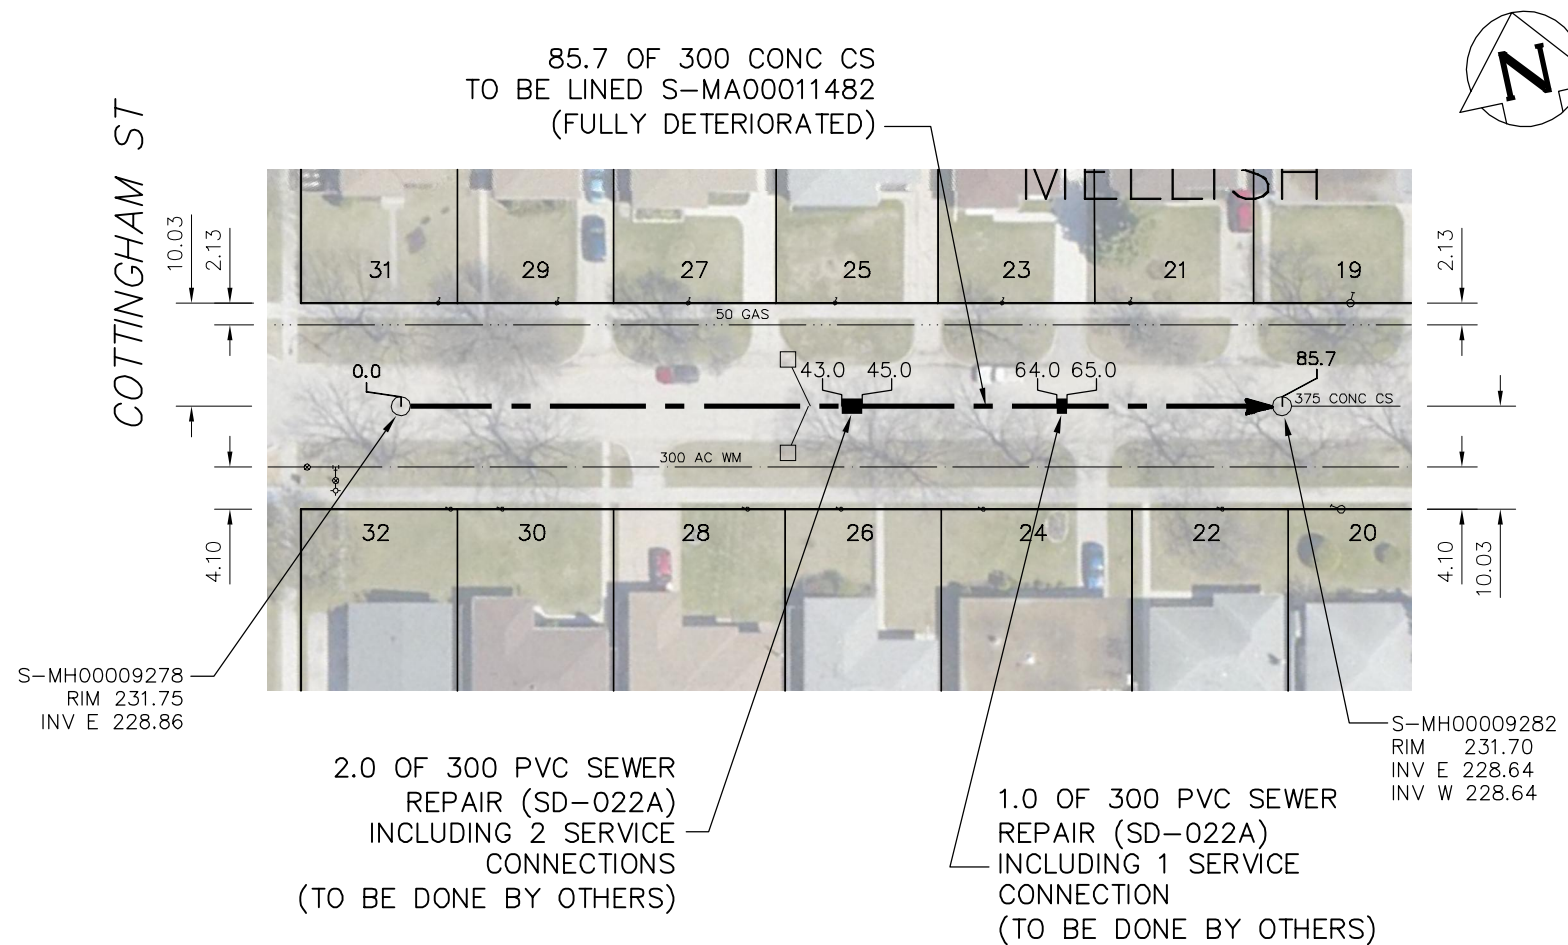 85.7 OF 300 CONC CS
TO BE LINED S-MA00011482
(FULLY DETERIORATED)
N
COTTINGHAM ST
MELLISH
10.03
2.13
2.13
31
29
27
25
23
21
19
50 GAS
0.0
43.0
45.0
64.0
65.0
85.7
375 CONC CS
300 AC WM
32
30
28
26
24
22
20
4.10
4.10
10.03
S-MH00009278
RIM 231.75
INV E 228.86
S-MH00009282
RIM 231.70
INV E 228.64
INV W 228.64
2.0 OF 300 PVC SEWER
REPAIR (SD-022A)
INCLUDING 2 SERVICE
CONNECTIONS
(TO BE DONE BY OTHERS)
1.0 OF 300 PVC SEWER
REPAIR (SD-022A)
INCLUDING 1 SERVICE
CONNECTION
(TO BE DONE BY OTHERS)